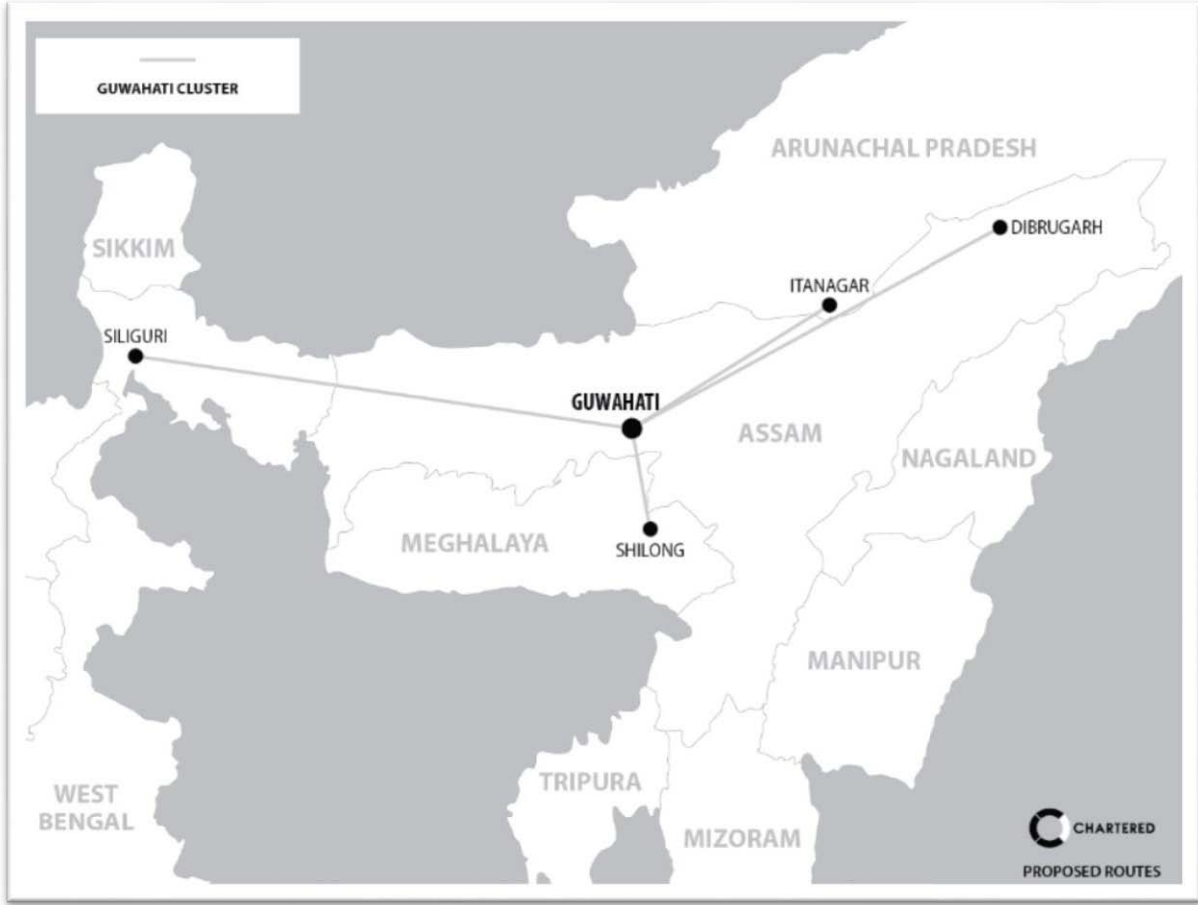 GUWAHATI CLUSTER
ARUNACHAL PRADESH
SIKKIM
DIBRUGARH
ITANAGAR
SILIGURI
GUWAHATI
ASSAM
NAGALAND
MEGHALAYA
SHILONG
MANIPUR
TRIPURA
WEST
BENGAL
MIZORAM
CHARTERED
PROPOSED ROUTES